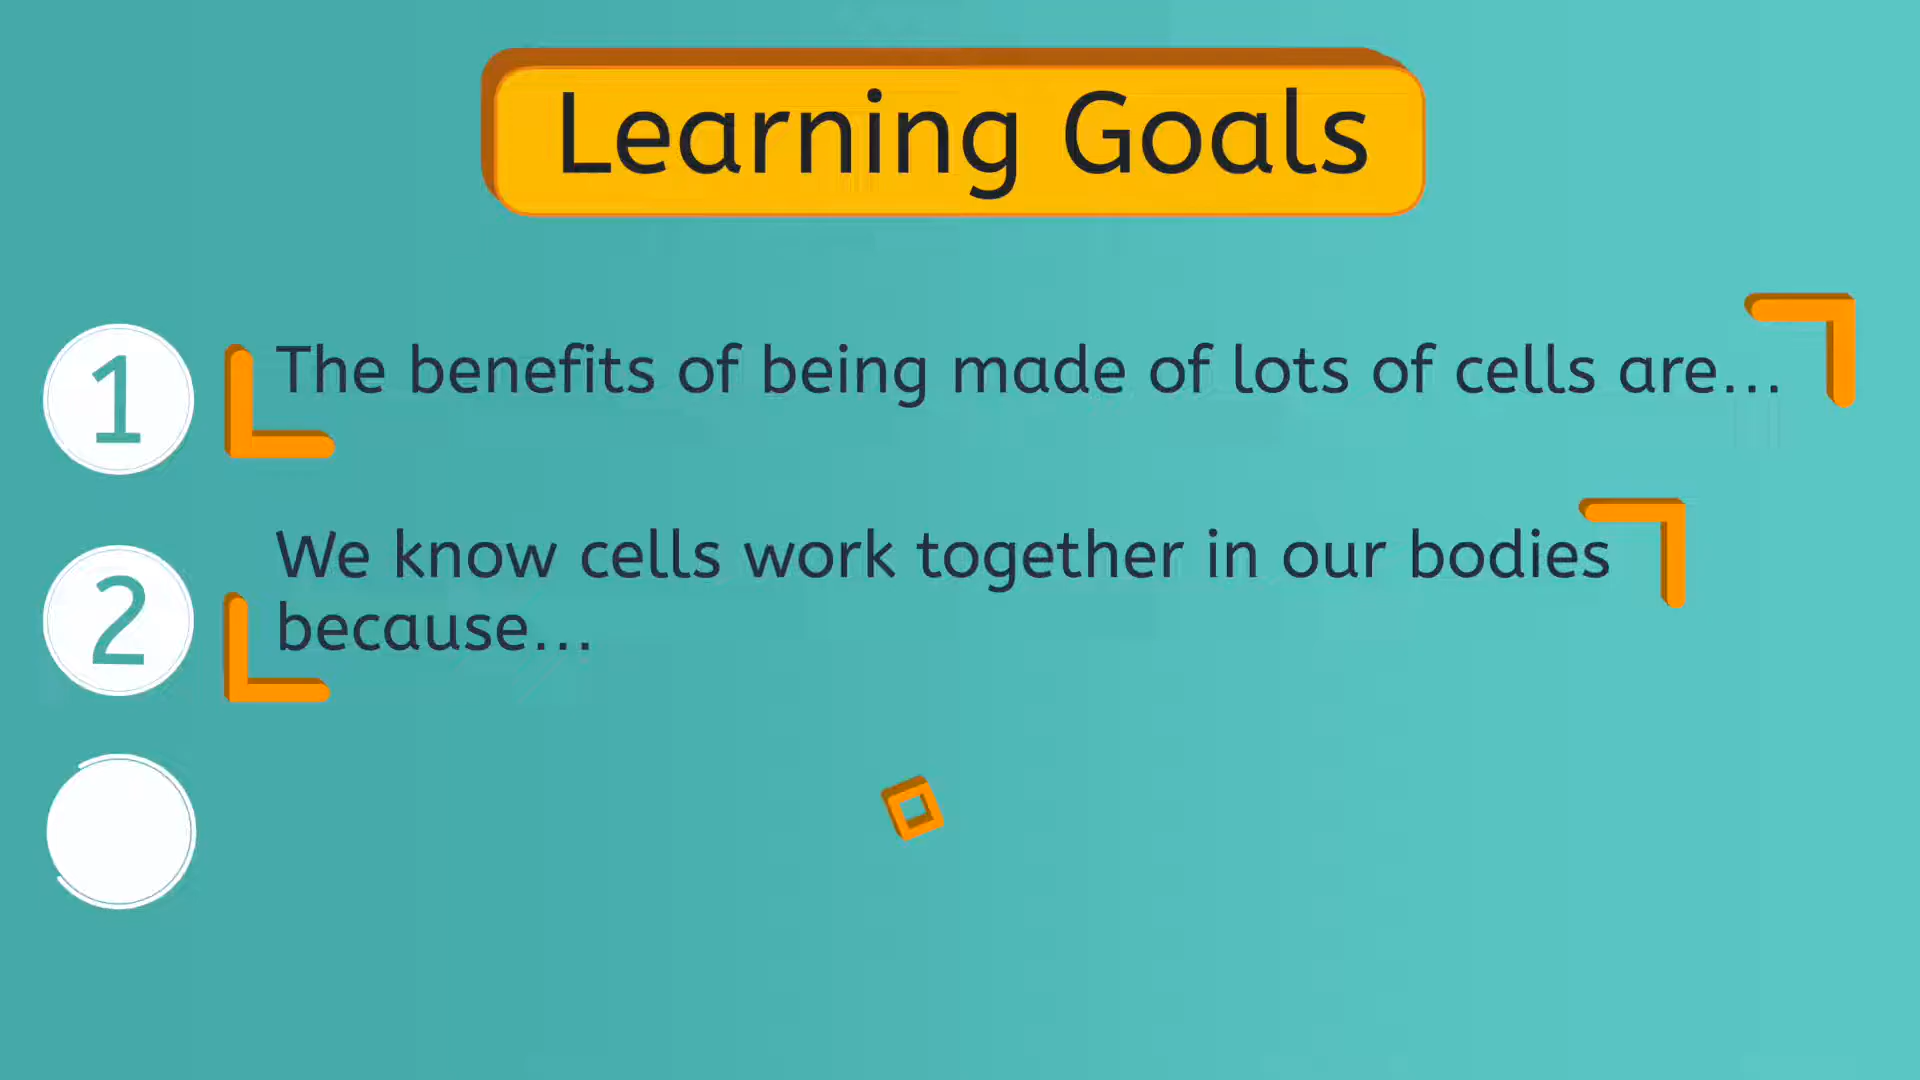 Learning Goals
1
The benefits of being made of lots of cells are...
2
We know cells work together in our bodies
because...